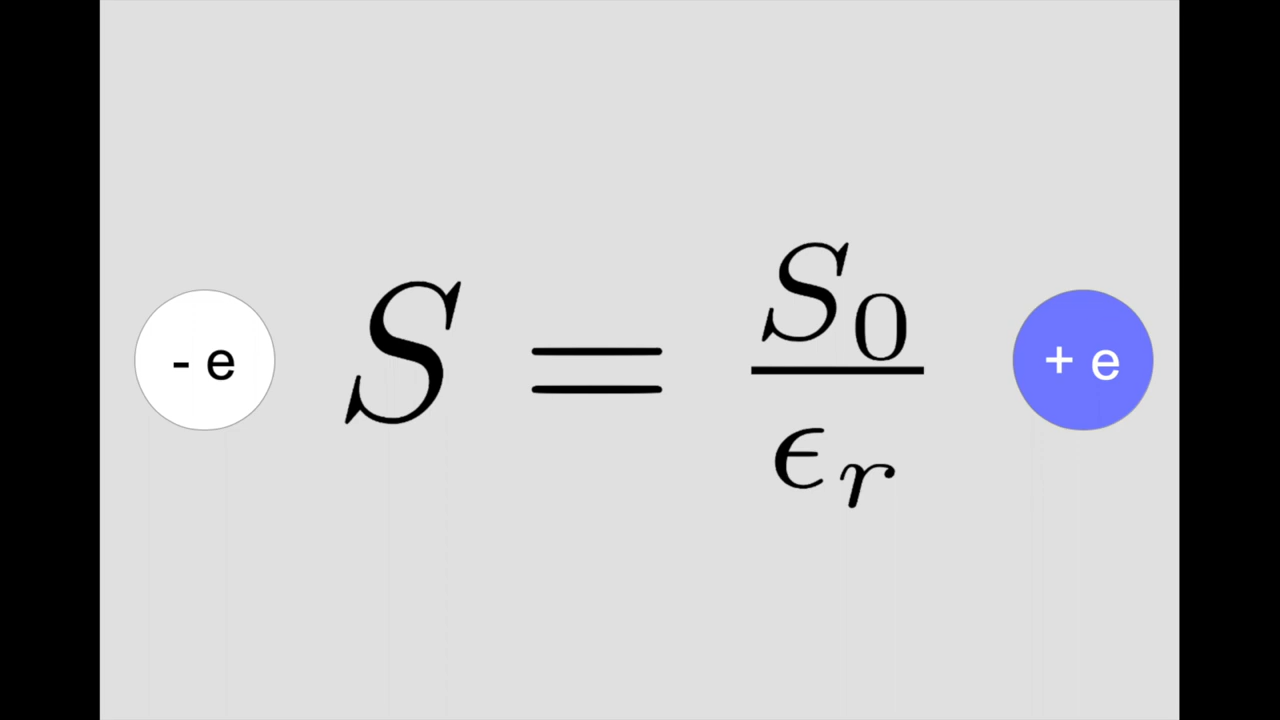 - e S = S₀ / ϵᵣ + e